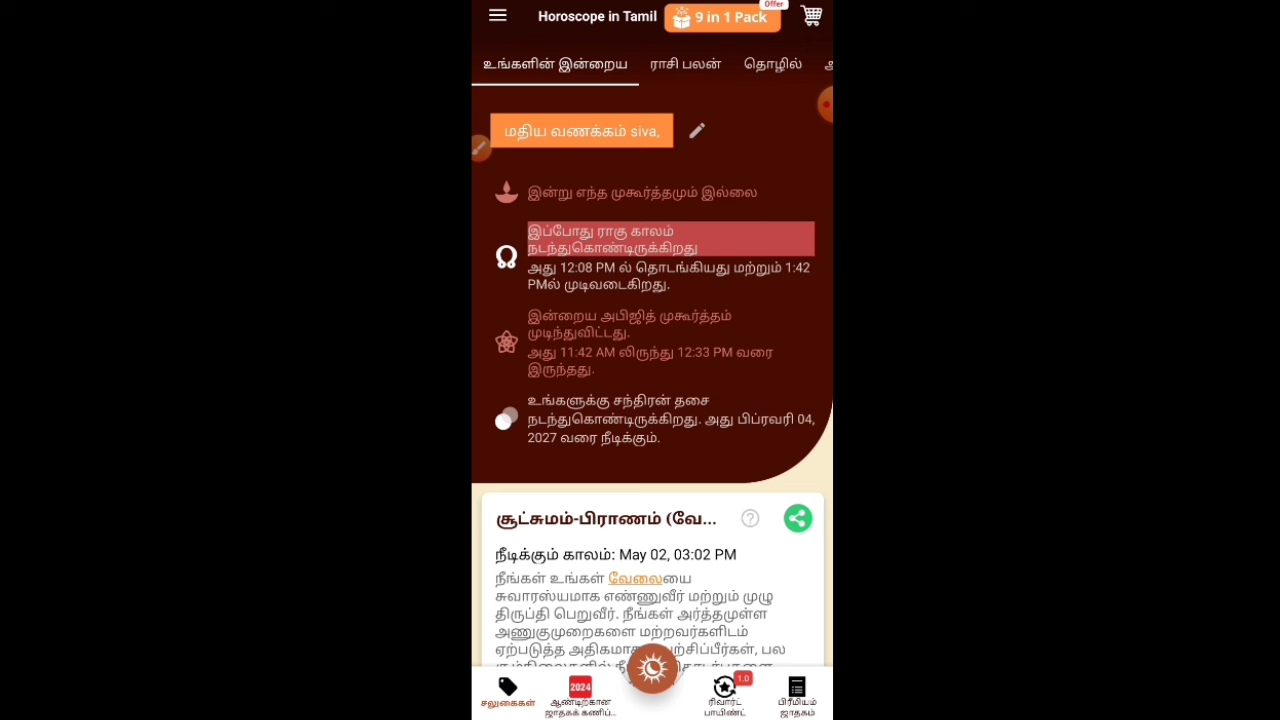 Horoscope in Tamil
9 in 1 Pack
Offer
உங்களின் இன்றைய
ராசி பலன்
தொழில்
மதிய வணக்கம் siva,
இன்று எந்த முகூர்த்தமும் இல்லை
இப்போது ராகு காலம்
நடந்துகொண்டிருக்கிறது
அது 12:08 PM ல் தொடங்கியது மற்றும் 1:42
PMல் முடிவடைகிறது.
இன்றைய அபிஜித் முகூர்த்தம்
முடிந்துவிட்டது.
அது 11:42 AM லிருந்து 12:33 PM வரை
இருந்தது.
உங்களுக்கு சந்திரன் தசை
நடந்துகொண்டிருக்கிறது. அது பிப்ரவரி 04,
2027 வரை நீடிக்கும்.
சூட்சுமம்-பிராணம் (வே...
நீடிக்கும் காலம்: May 02, 03:02 PM
நீங்கள் உங்கள் வேலையை
சுவாரஸ்யமாக எண்ணுவீர் மற்றும் முழு
திருப்தி பெறுவீர். நீங்கள் அர்த்தமுள்ள
அணுகுமுறைகளை மற்றவர்களிடம்
ஏற்படுத்த பல
சலுகைகள்
2024
ஆண்டிற்கான
ஜாதகக் கணிப்...
1.0
ரிவார்ட்
பாயிண்ட்
பிரீமியம்
ஜாதகம்